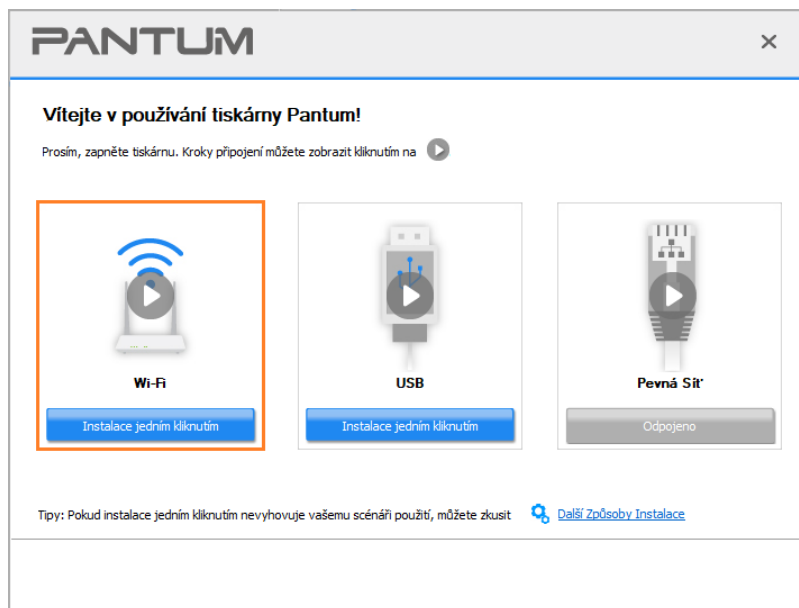 PANTUM
Vítejte v používání tiskárny Pantum!
Prosím, zapněte tiskárnu. Kroky připojení můžete zobrazit kliknutím na
Wi-Fi
USB
Pevná Síť
Instalace jedním kliknutím
Instalace jedním kliknutím
Odpojeno
Tipy: Pokud instalace jedním kliknutím nevyhovuje vašemu scénáři použití, můžete zkusit
Další Způsoby Instalace